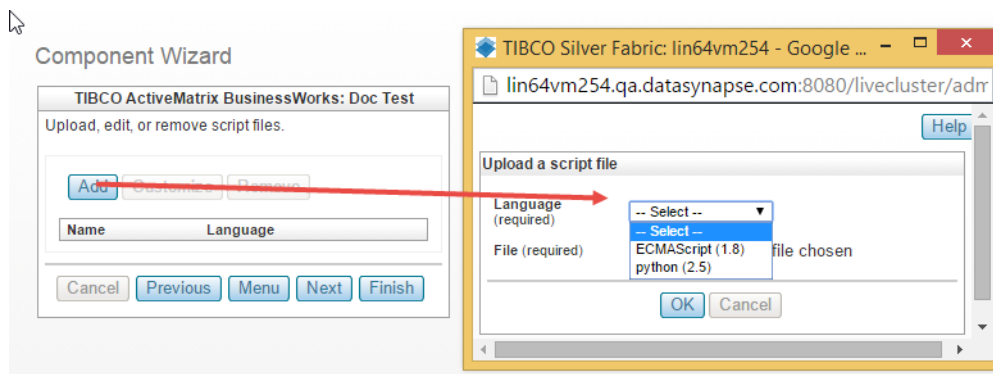 Component Wizard
TIBCO ActiveMatrix BusinessWorks: Doc Test
Upload, edit, or remove script files.
Add Customize Remove
Name Language
Cancel Previous Menu Next Finish
TIBCO Silver Fabric: lin64vm254 - Google ...
lin64vm254.qa.datasynapse.com:8080/livecluster/adm
Help
Upload a script file
Language
(required)
-- Select --
-- Select --
ECMAScript (1.8)
python (2.5)
File (required) file chosen
OK Cancel